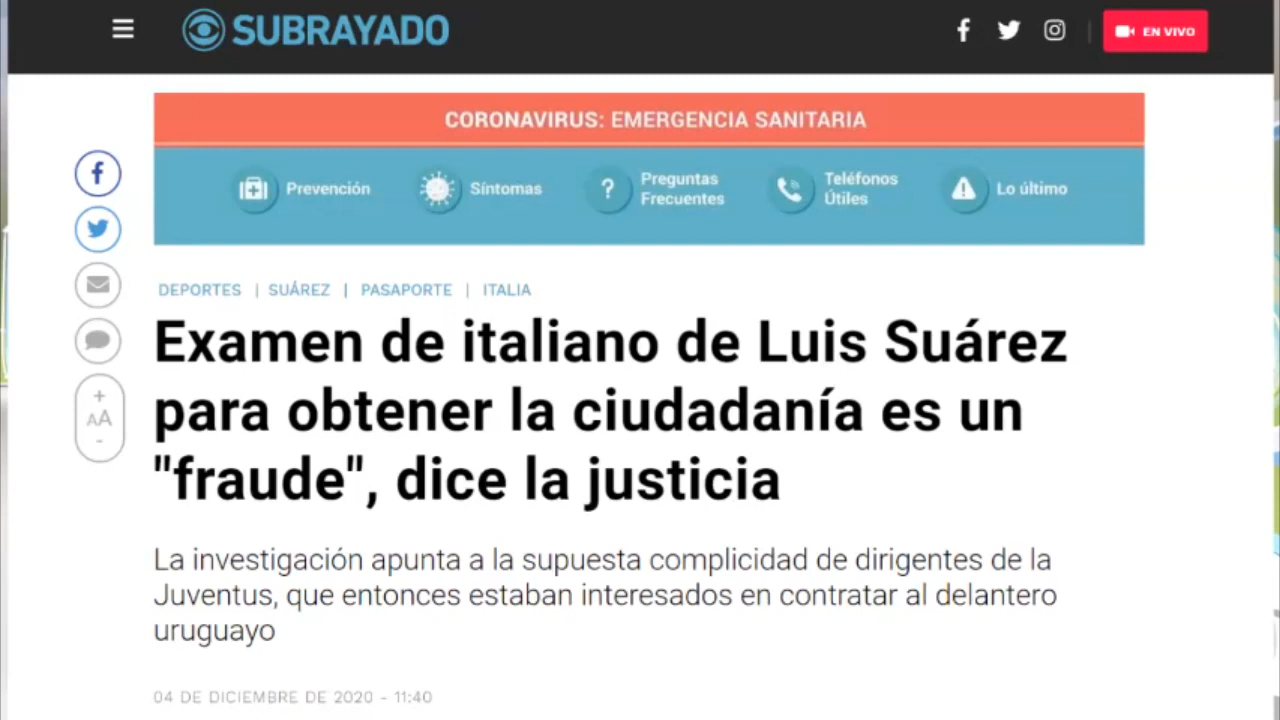 SUBRAYADO
EN VIVO
CORONAVIRUS: EMERGENCIA SANITARIA
Prevención
Síntomas
Preguntas
Frecuentes
Teléfonos
Útiles
Lo último
DEPORTES | SUÁREZ | PASAPORTE | ITALIA
Examen de italiano de Luis Suárez
para obtener la ciudadanía es un
"fraude", dice la justicia
+
AA
-
La investigación apunta a la supuesta complicidad de dirigentes de la
Juventus, que entonces estaban interesados en contratar al delantero
uruguayo
04 DE DICIEMBRE DE 2020 - 11:40